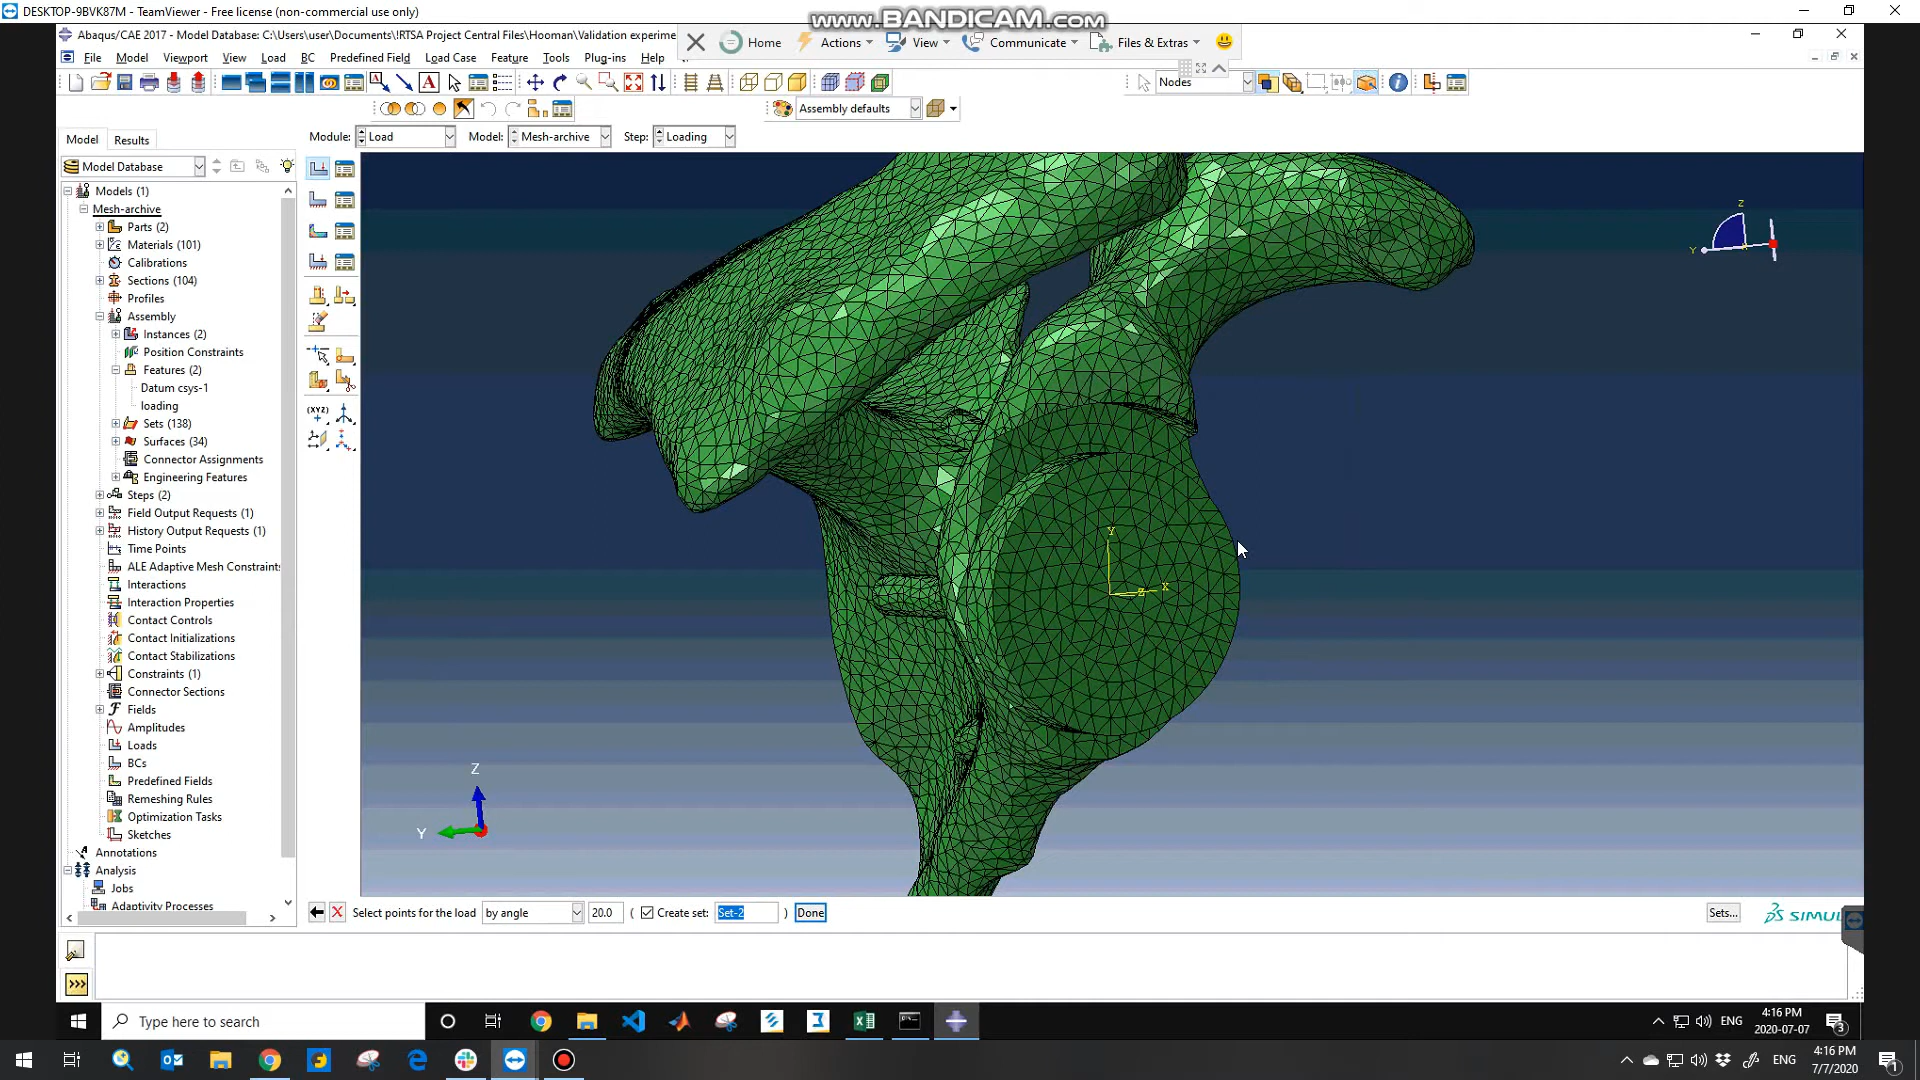 DESKTOP-9BVK87M - TeamViewer - Free license (non-commercial use only)
www.BANDICAM.com
Abaqus/CAE 2017 - Model Database: C:\Users\user\Documents\!RTSA Project Central Files\Hooman\Validation experime
Home Actions View Communicate Files & Extras
File Model Viewport View Load BC Predefined Field Load Case Feature Tools Plug-ins Help
Nodes
Assembly defaults
Module: Load Model: Mesh-archive Step: Loading
Model Results
Model Database
Models (1)
Mesh-archive
Parts (2)
Materials (101)
Calibrations
Sections (104)
Profiles
Assembly
Instances (2)
Position Constraints
Features (2)
Datum csys-1
loading
Sets (138)
Surfaces (34)
Connector Assignments
Engineering Features
Steps (2)
Field Output Requests (1)
History Output Requests (1)
Time Points
ALE Adaptive Mesh Constraint
Interactions
Interaction Properties
Contact Controls
Contact Initializations
Contact Stabilizations
Constraints (1)
Connector Sections
Fields
Amplitudes
Loads
BCs
Predefined Fields
Remeshing Rules
Optimization Tasks
Sketches
Annotations
Analysis
Jobs
Adaptivity Processes
(XYZ)
Z
Y
Y
X
Z
Z
Y
Select points for the load by angle 20.0 ( Create set: Set-2 ) Done
Sets...
SIMU
>>>
Type here to search
ENG
4:16 PM
2020-07-07
3
ENG
4:16 PM
7/7/2020
1